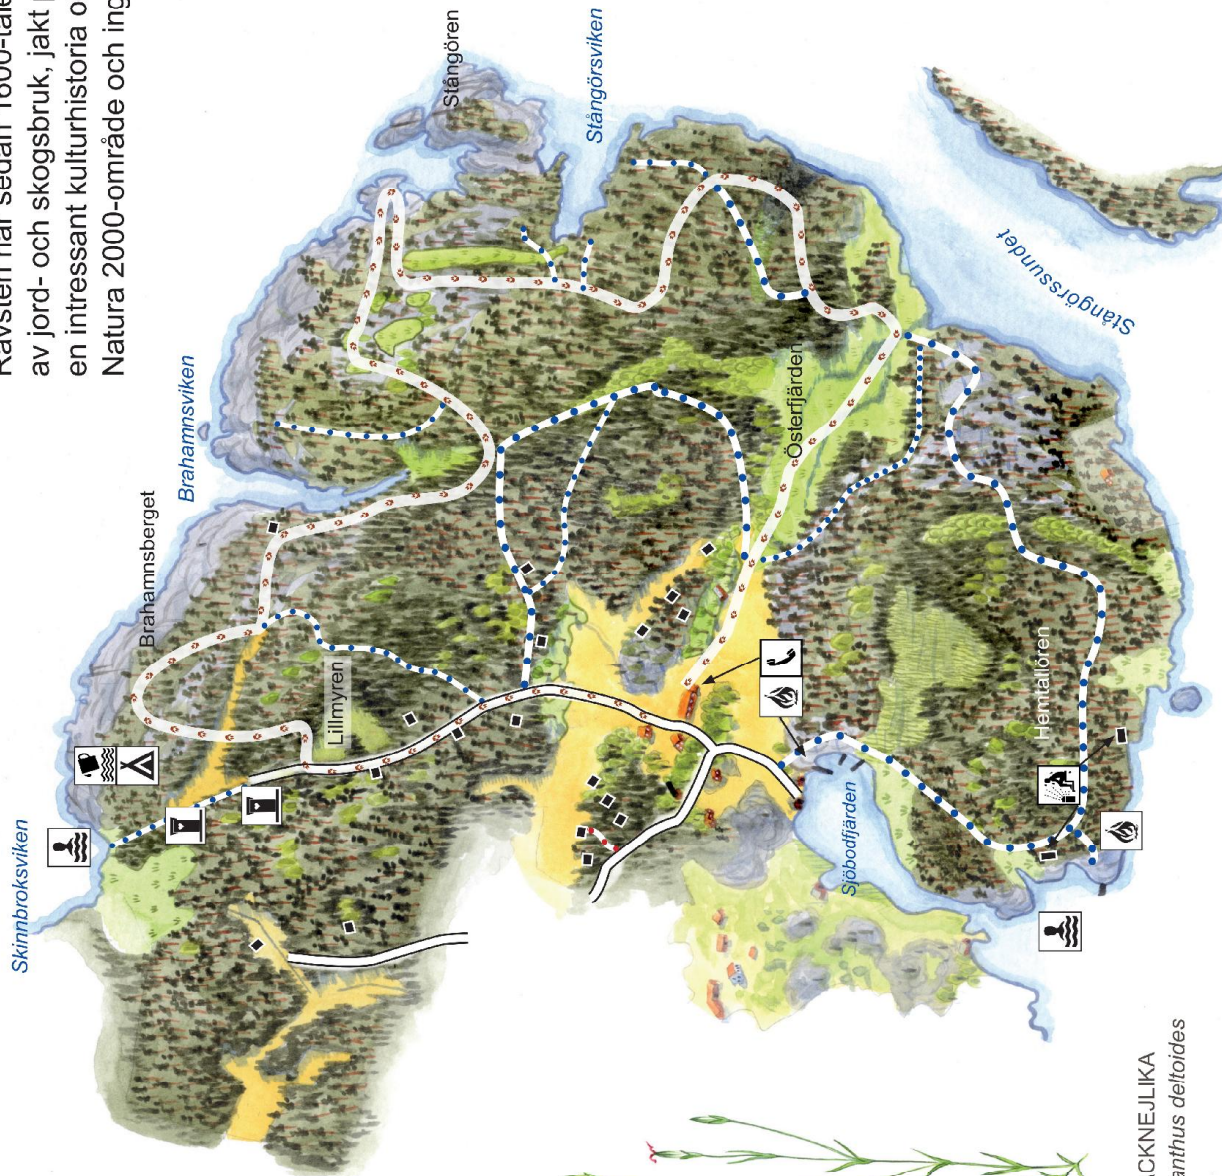 av jord- och skogsbruk, jakt
en intressant kulturhistoria
Natura 2000-område och
Stångören
Stångörsviken
Stångörssundet
Brahamnsviken
Brahamnsberget
Österfjärden
Lillmyren
Hemtallören
Skinnbroksviken
Sjöbodfjärden
CKNEJLIKA
anthus deltoides